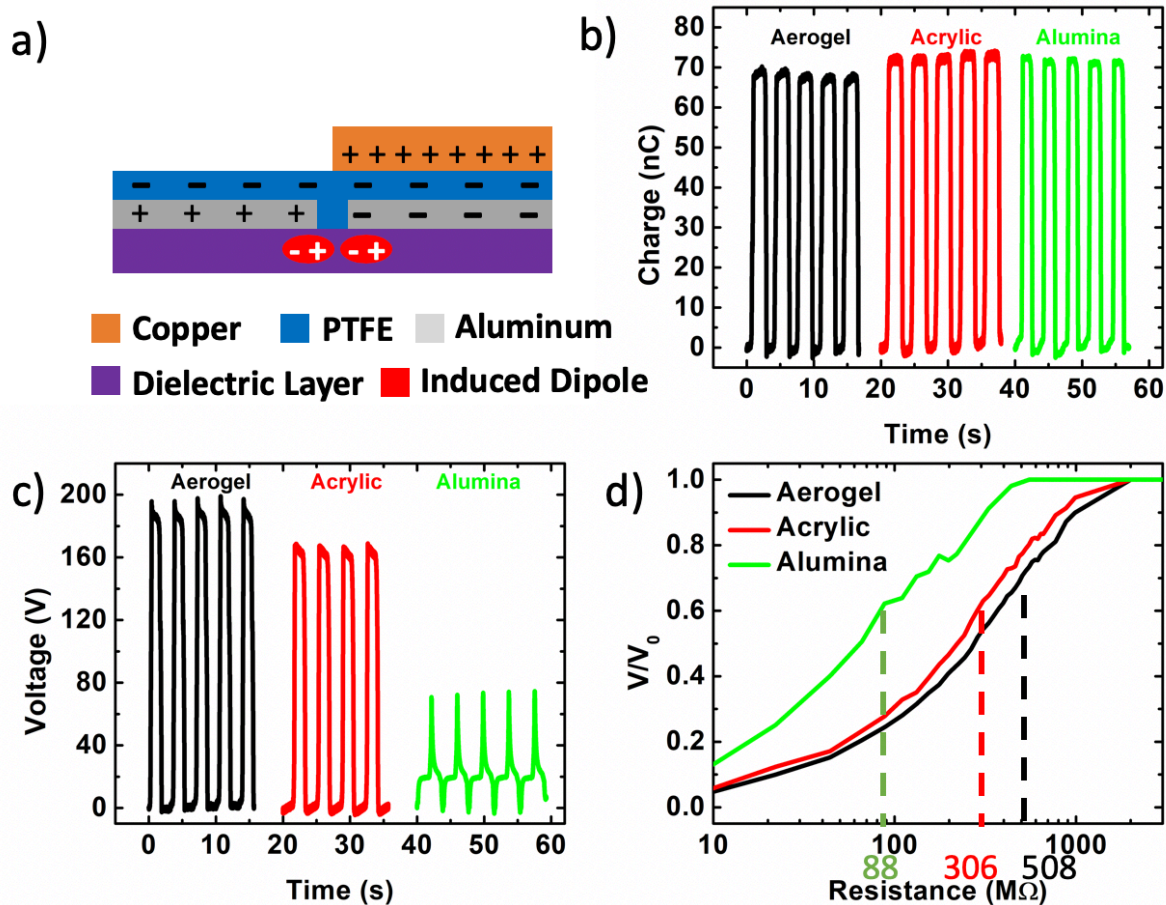 a)
+ + + + + + + +
- - - - - - - -
+ + + + - - - -
- + - +
Copper PTFE Aluminum
Dielectric Layer Induced Dipole
b)
Aerogel Acrylic Alumina
80
70
60
50
40
30
20
10
0
Charge (nC)
0 10 20 30 40 50 60
Time (s)
c)
Aerogel Acrylic Alumina
200
160
120
80
40
0
Voltage (V)
0 10 20 30 40 50 60
Time (s)
d)
Aerogel
Acrylic
Alumina
1.0
0.8
0.6
0.4
0.2
0.0
V/V0
10 100 1000
88 306 508
Resistance (MΩ)